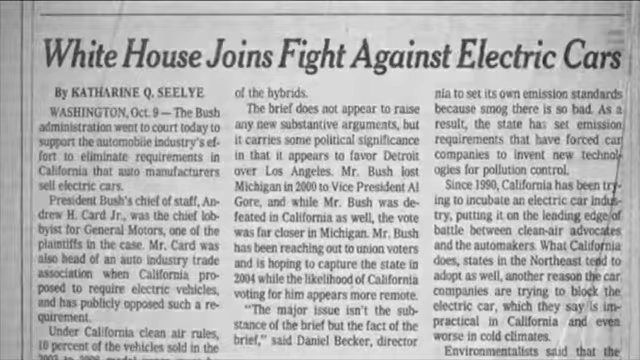 White House Joins Fight Against Electric Cars
By KATHARINE Q. SEELYE
WASHINGTON, Oct. 9 — The Bush
administration went to court today to
support the automobile industry's ef-
fort to eliminate requirements in
California that auto manufacturers
sell electric cars.
President Bush's chief of staff, An-
drew H. Card Jr., was the chief lob-
byist for General Motors, one of the
plaintiffs in the case. Mr. Card was
also head of an auto industry trade
association when California pro-
posed to require electric vehicles,
and has publicly opposed such a re-
quirement.
Under California clean air rules,
10 percent of the vehicles sold in the
of the hybrids.
The brief does not appear to raise
any new substantive arguments, but
it carries some political significance
in that it appears to favor Detroit
over Los Angeles. Mr. Bush lost
Michigan in 2000 to Vice President Al
Gore, and while Mr. Bush was de-
feated in California as well, the vote
was far closer in Michigan. Mr. Bush
has been reaching out to union voters
and is hoping to capture the state in
2004 while the likelihood of California
voting for him appears more remote.
"The major issue isn't the sub-
stance of the brief but the fact of the
brief," said Daniel Becker, director
nia to set its own emission standards
because smog there is so bad. As a
result, the state has set emission
requirements that have forced car
companies to invent new technol-
ogies for pollution control.
Since 1990, California has been try-
ing to incubate an electric car indus-
try, putting it on the leading edge of
battle between clean-air advocates
and the automakers. What California
does, states in the Northeast tend to
adopt as well, another reason the car
companies are trying to block the
electric car, which they say is im-
practical in California and even
worse in cold climates.
Environmentalists said that the